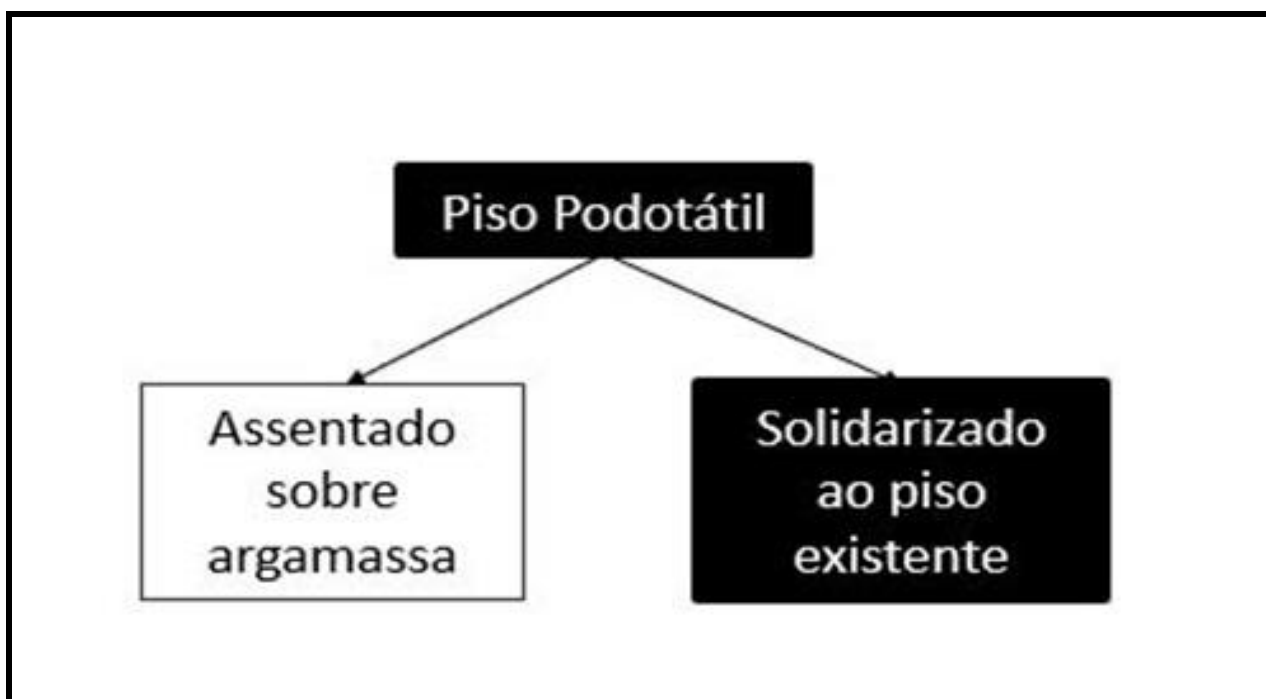 Piso Podotátil
Assentado
sobre
argamassa
Solidarizado
ao piso
existente